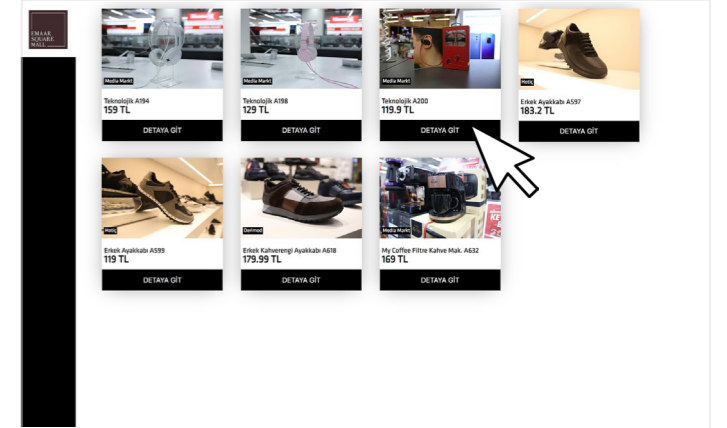 EMAAR
SQUARE
MALL
Media Markt
Teknolojik A194
159 TL
DETAYA GİT
Media Markt
Teknolojik A198
129 TL
DETAYA GİT
Media Markt
Teknolojik A200
119.9 TL
DETAYA GİT
Hotiç
Erkek Ayakkabı A597
183.2 TL
DETAYA GİT
Hotiç
Erkek Ayakkabı A599
119 TL
DETAYA GİT
Derimod
Erkek Kahverengi Ayakkabı A618
179.99 TL
DETAYA GİT
Media Markt
My Coffee Filtre Kahve Mak. A632
169 TL
DETAYA GİT